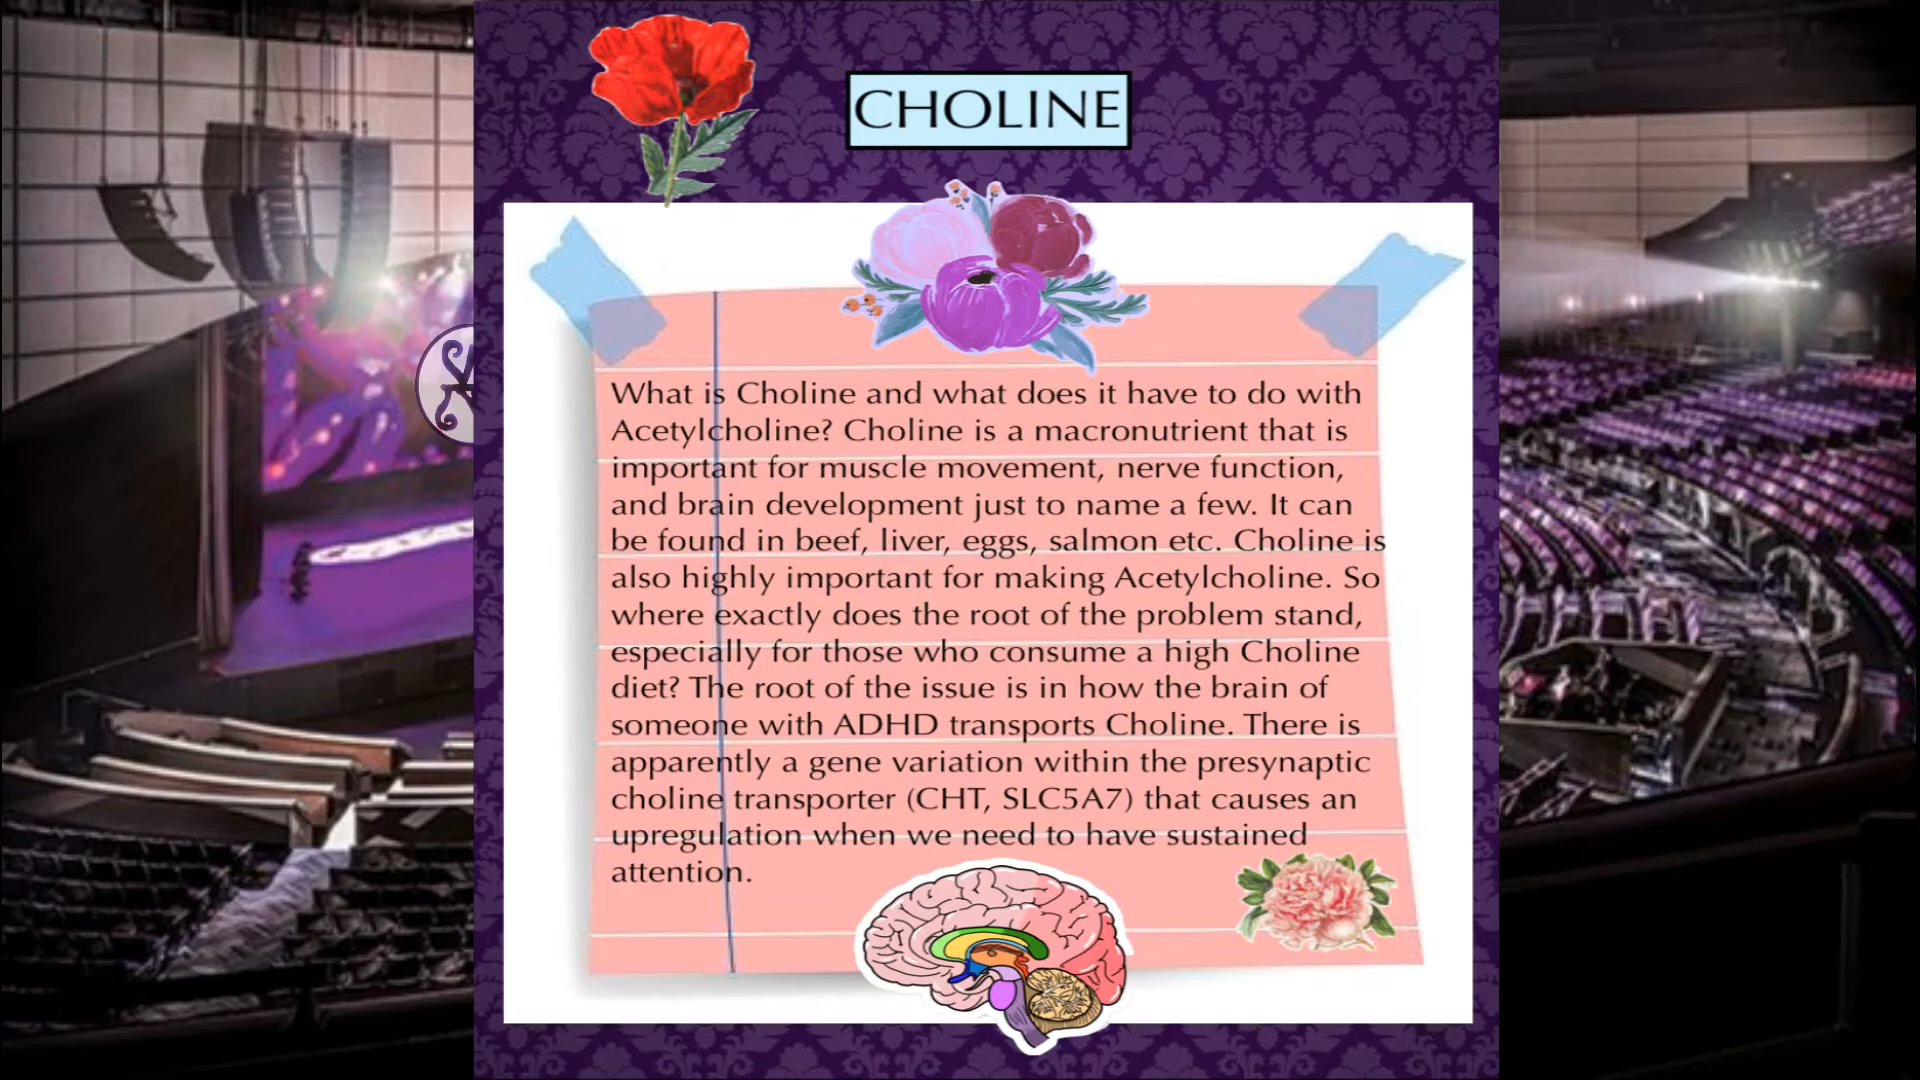 CHOLINE
What is Choline and what does it have to do with
Acetylcholine? Choline is a macronutrient that is
important for muscle movement, nerve function,
and brain development just to name a few. It can
be found in beef, liver, eggs, salmon etc. Choline is
also highly important for making Acetylcholine. So
where exactly does the root of the problem stand,
especially for those who consume a high Choline
diet? The root of the issue is in how the brain of
someone with ADHD transports Choline. There is
apparently a gene variation within the presynaptic
choline transporter (CHT, SLC5A7) that causes an
upregulation when we need to have sustained
attention.